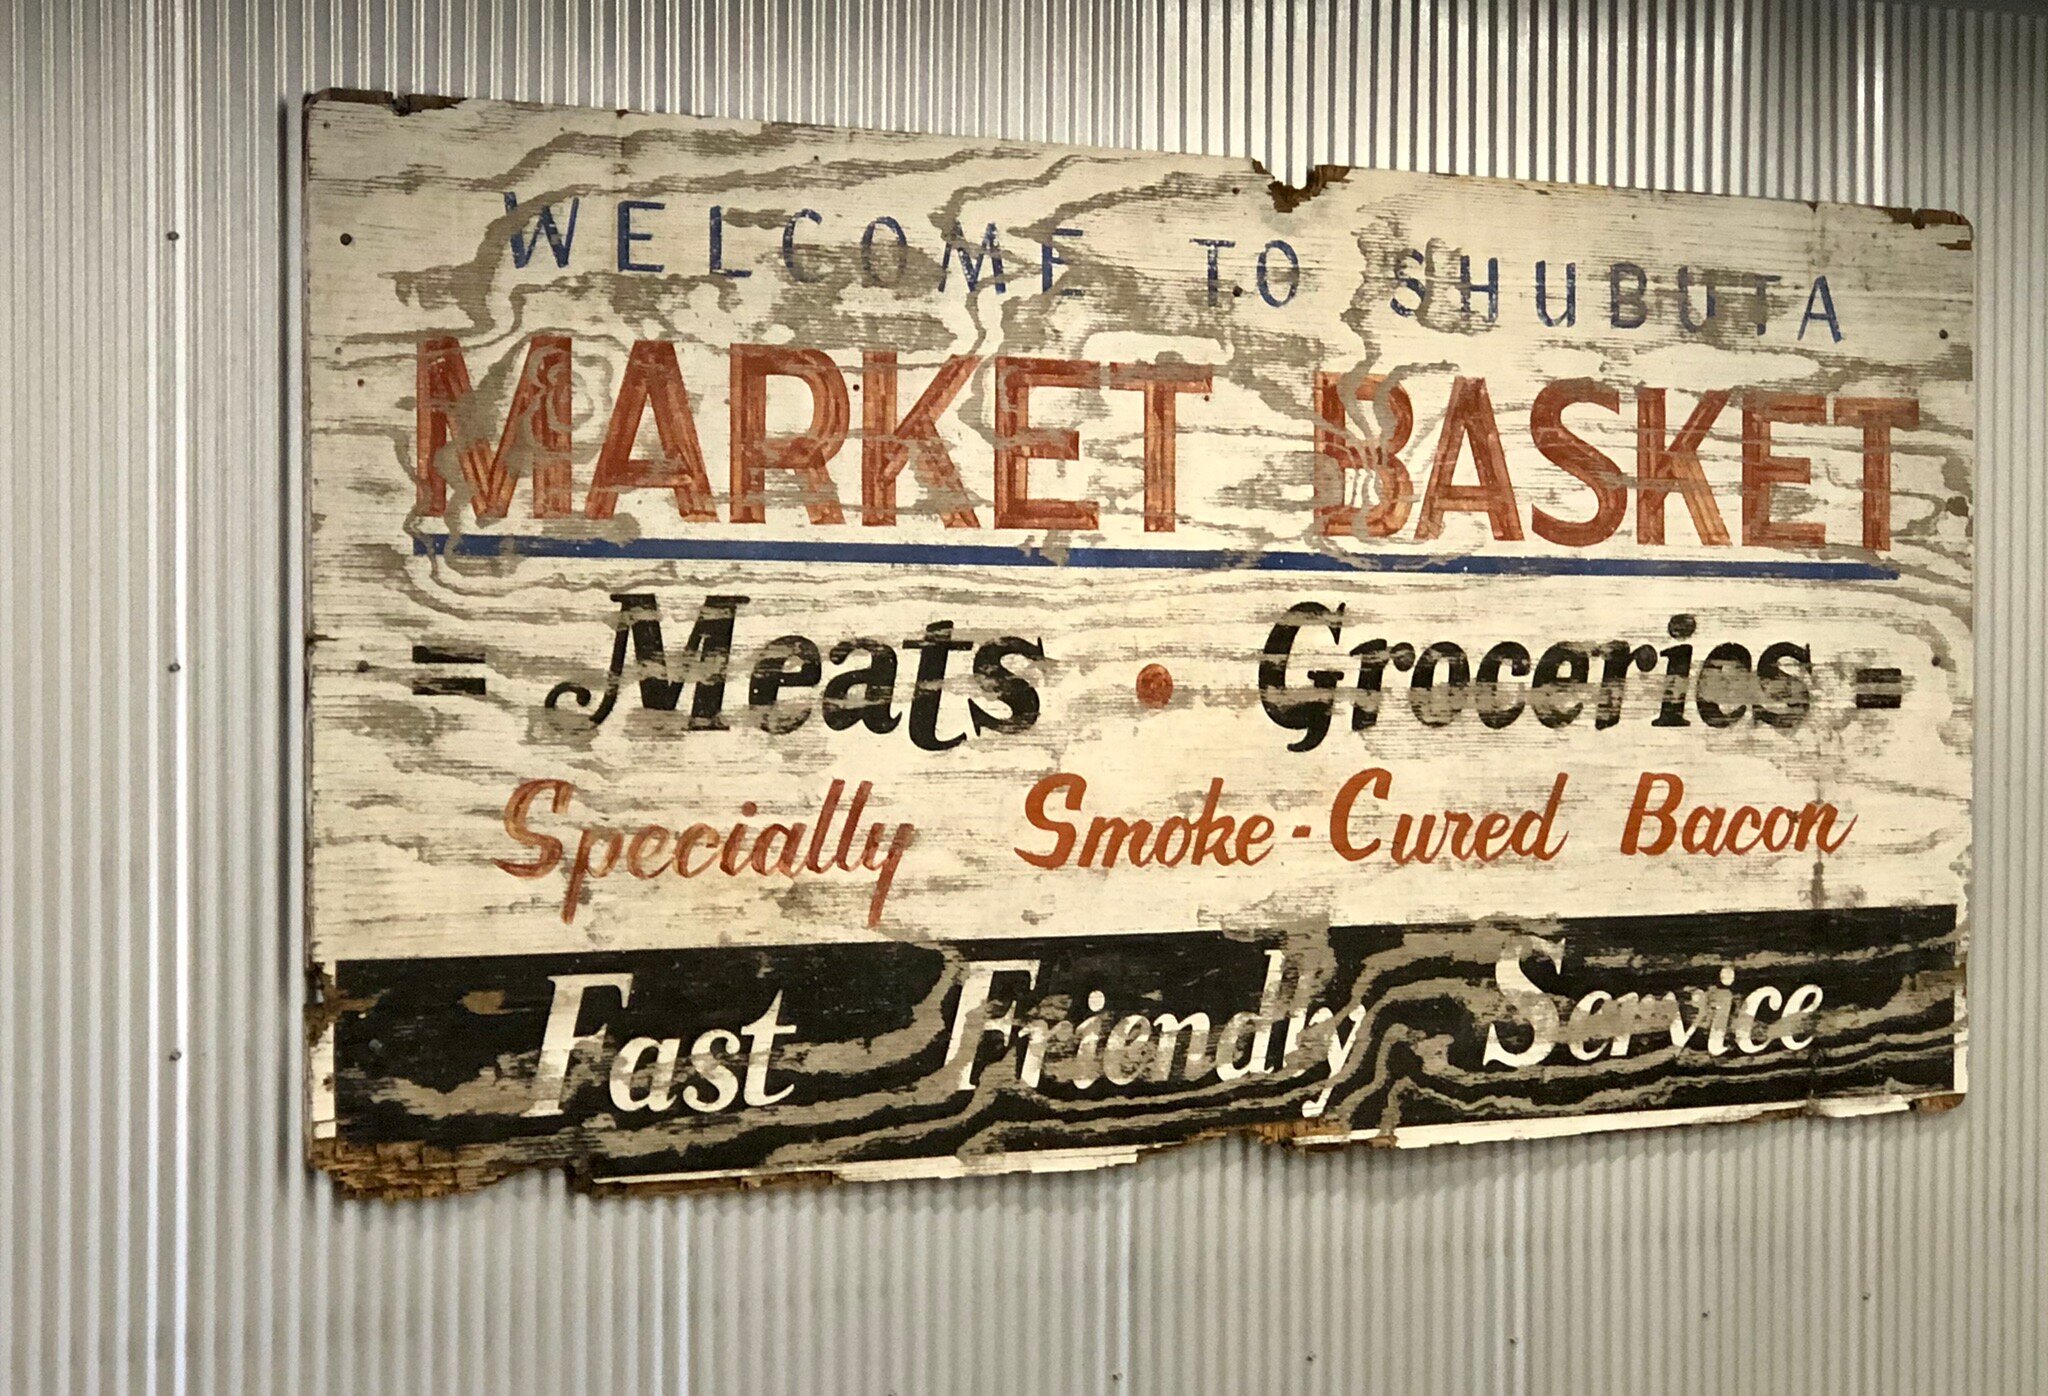 WELCOME TO SHUBUTA
MARKET BASKET
= Meats • Groceries =
Specially Smoke-Cured Bacon
Fast Friendly Service